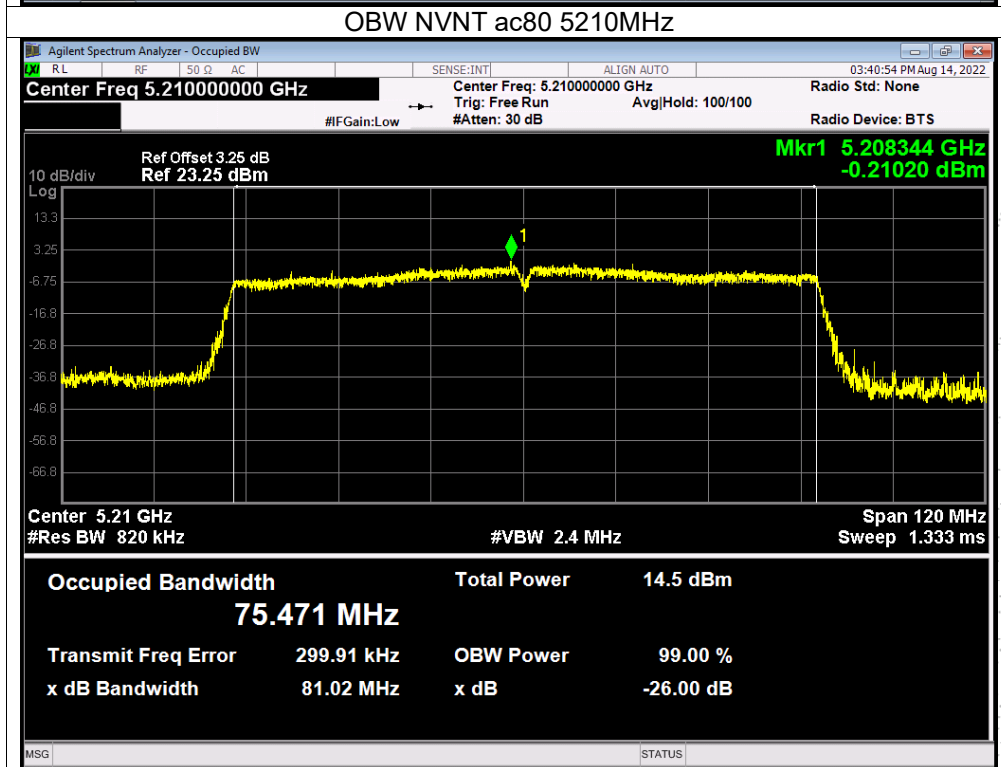 OBW NVNT ac80 5210MHz
Agilent Spectrum Analyzer - Occupied BW
LXI RL RF 50 Ω AC SENSE:INT ALIGN AUTO 03:40:54 PM Aug 14, 2022
Center Freq 5.210000000 GHz Center Freq: 5.210000000 GHz Radio Std: None
Trig: Free Run Avg|Hold: 100/100
#IFGain:Low #Atten: 30 dB Radio Device: BTS
Mkr1 5.208344 GHz
-0.21020 dBm
Ref Offset 3.25 dB
10 dB/div Ref 23.25 dBm
Log
13.3
1
3.25
-6.75
-16.8
-26.8
-36.8
-46.8
-56.8
-66.8
Center 5.21 GHz Span 120 MHz
#Res BW 820 kHz #VBW 2.4 MHz Sweep 1.333 ms
Occupied Bandwidth Total Power 14.5 dBm
75.471 MHz
Transmit Freq Error 299.91 kHz OBW Power 99.00 %
x dB Bandwidth 81.02 MHz x dB -26.00 dB
MSG STATUS